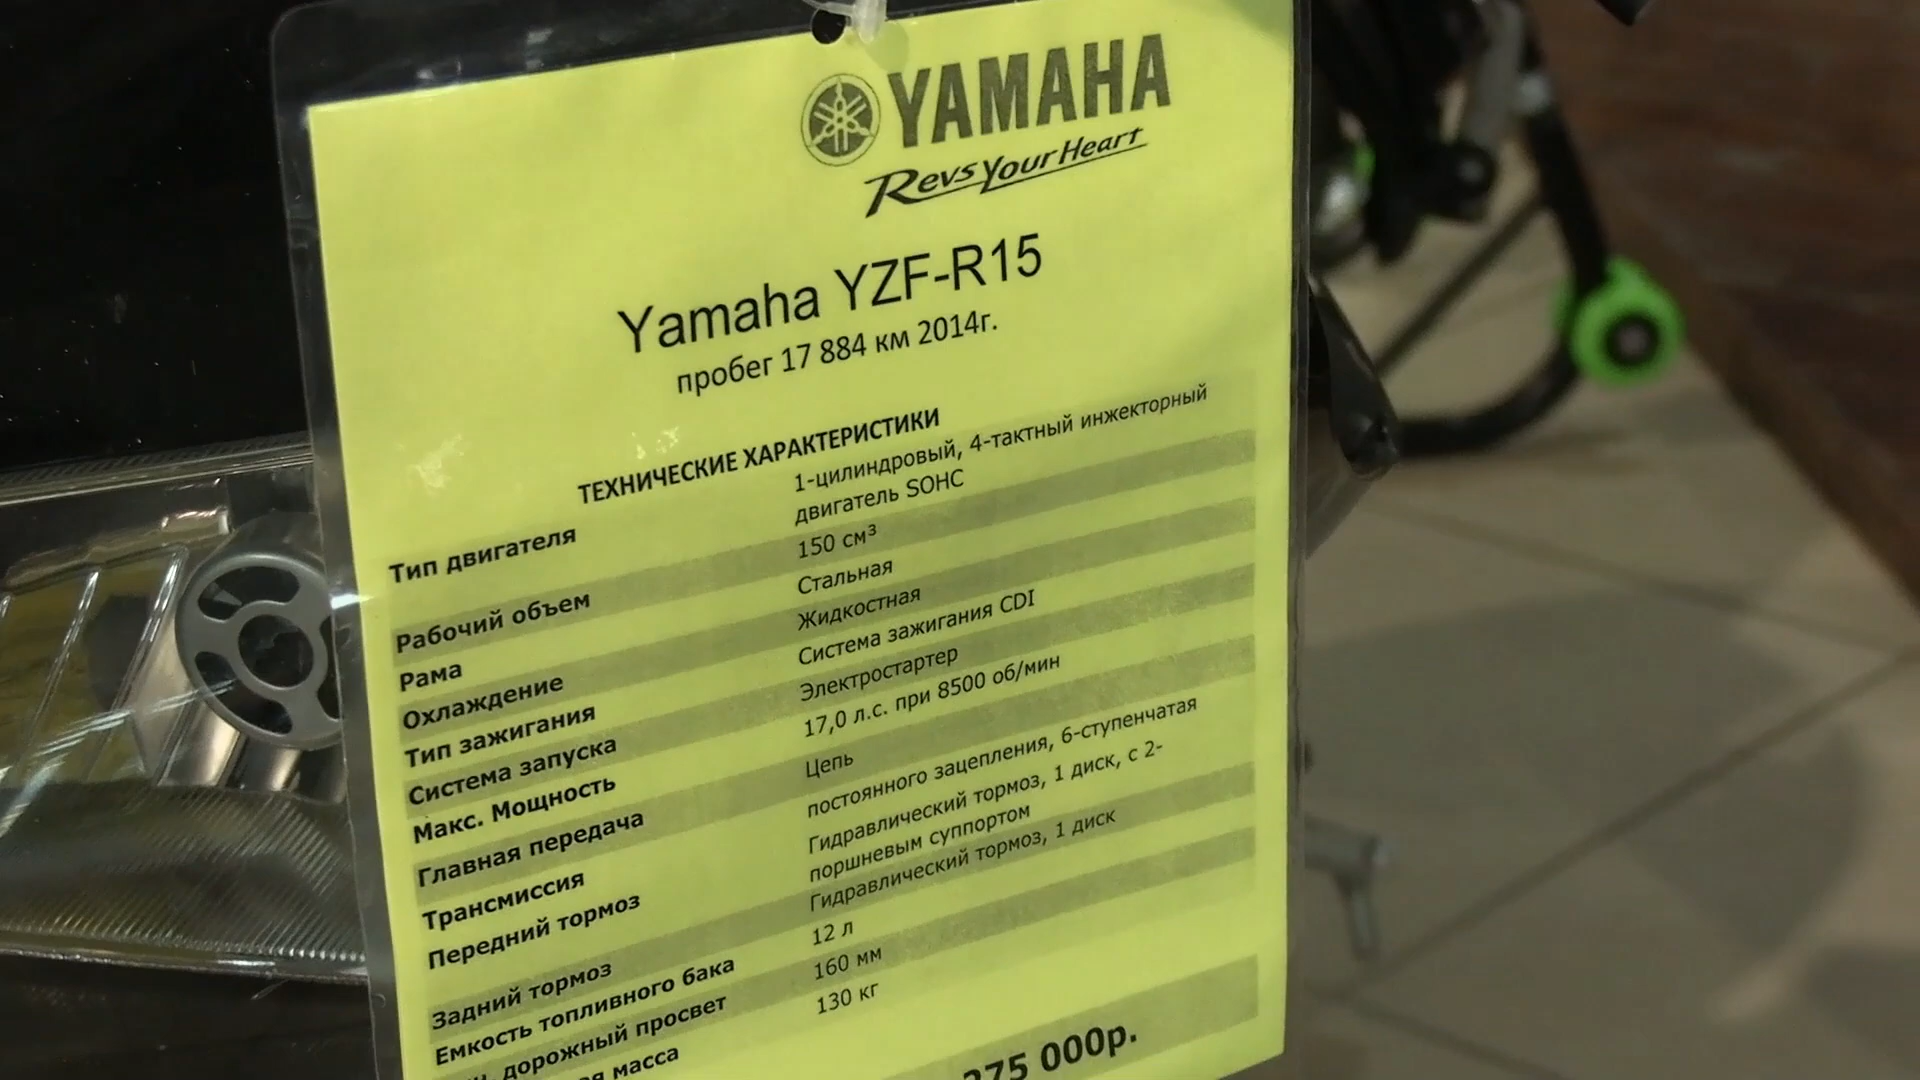 YAMAHA
Revs Your Heart
Yamaha YZF-R15
пробег 17 884 км 2014г.
ТЕХНИЧЕСКИЕ ХАРАКТЕРИСТИКИ
Тип двигателя 1-цилиндровый, 4-тактный инжекторный
двигатель SOHC
Рабочий объем 150 см³
Рама Стальная
Охлаждение Жидкостная
Тип зажигания Система зажигания CDI
Система запуска Электростартер
Макс. Мощность 17,0 л.с. при 8500 об/мин
Главная передача Цепь
Трансмиссия постоянного зацепления, 6-ступенчатая
Передний тормоз Гидравлический тормоз, 1 диск, с 2-
поршневым суппортом
Задний тормоз Гидравлический тормоз, 1 диск
Емкость топливного бака 12 л
дорожный просвет 160 мм
масса 130 кг
000р.